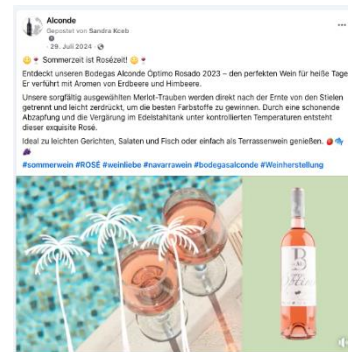 Alconde
Gepostet von Sandra Kceb
· 29. Juli 2024 ·
Sommerzeit ist Rosézeit!
Entdeckt unseren Bodegas Alconde Óptimo Rosado 2023 – den perfekten Wein für heiße Tage
Er verführt mit Aromen von Erdbeere und Himbeere.
Unsere sorgfältig ausgewählten Merlot-Trauben werden direkt nach der Ernte von den Stielen
getrennt und leicht zerdrückt, um die besten Farbstoffe zu gewinnen. Durch eine schonende
Abzapfung und die Vergärung im Edelstahltank unter kontrollierten Temperaturen entsteht
dieser exquisite Rosé.
Ideal zu leichten Gerichten, Salaten und Fisch oder einfach als Terrassenwein genießen.
#sommerwein #ROSÉ #weinliebe #navarrawein #bodegasalconde #Weinherstellung
B